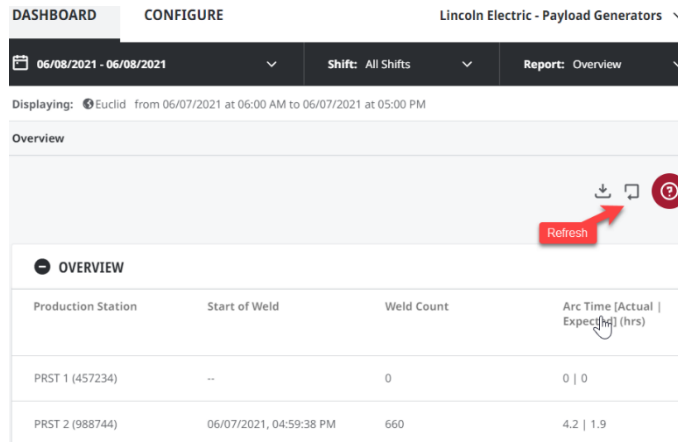 DASHBOARD CONFIGURE Lincoln Electric - Payload Generators
06/08/2021 - 06/08/2021 Shift: All Shifts Report: Overview
Displaying: Euclid from 06/07/2021 at 06:00 AM to 06/07/2021 at 05:00 PM
Overview
?
Refresh
OVERVIEW
Production Station Start of Weld Weld Count Arc Time [Actual |
Expected] (hrs)
PRST 1 (457234) -- 0 0 | 0
PRST 2 (988744) 06/07/2021, 04:59:38 PM 660 4.2 | 1.9